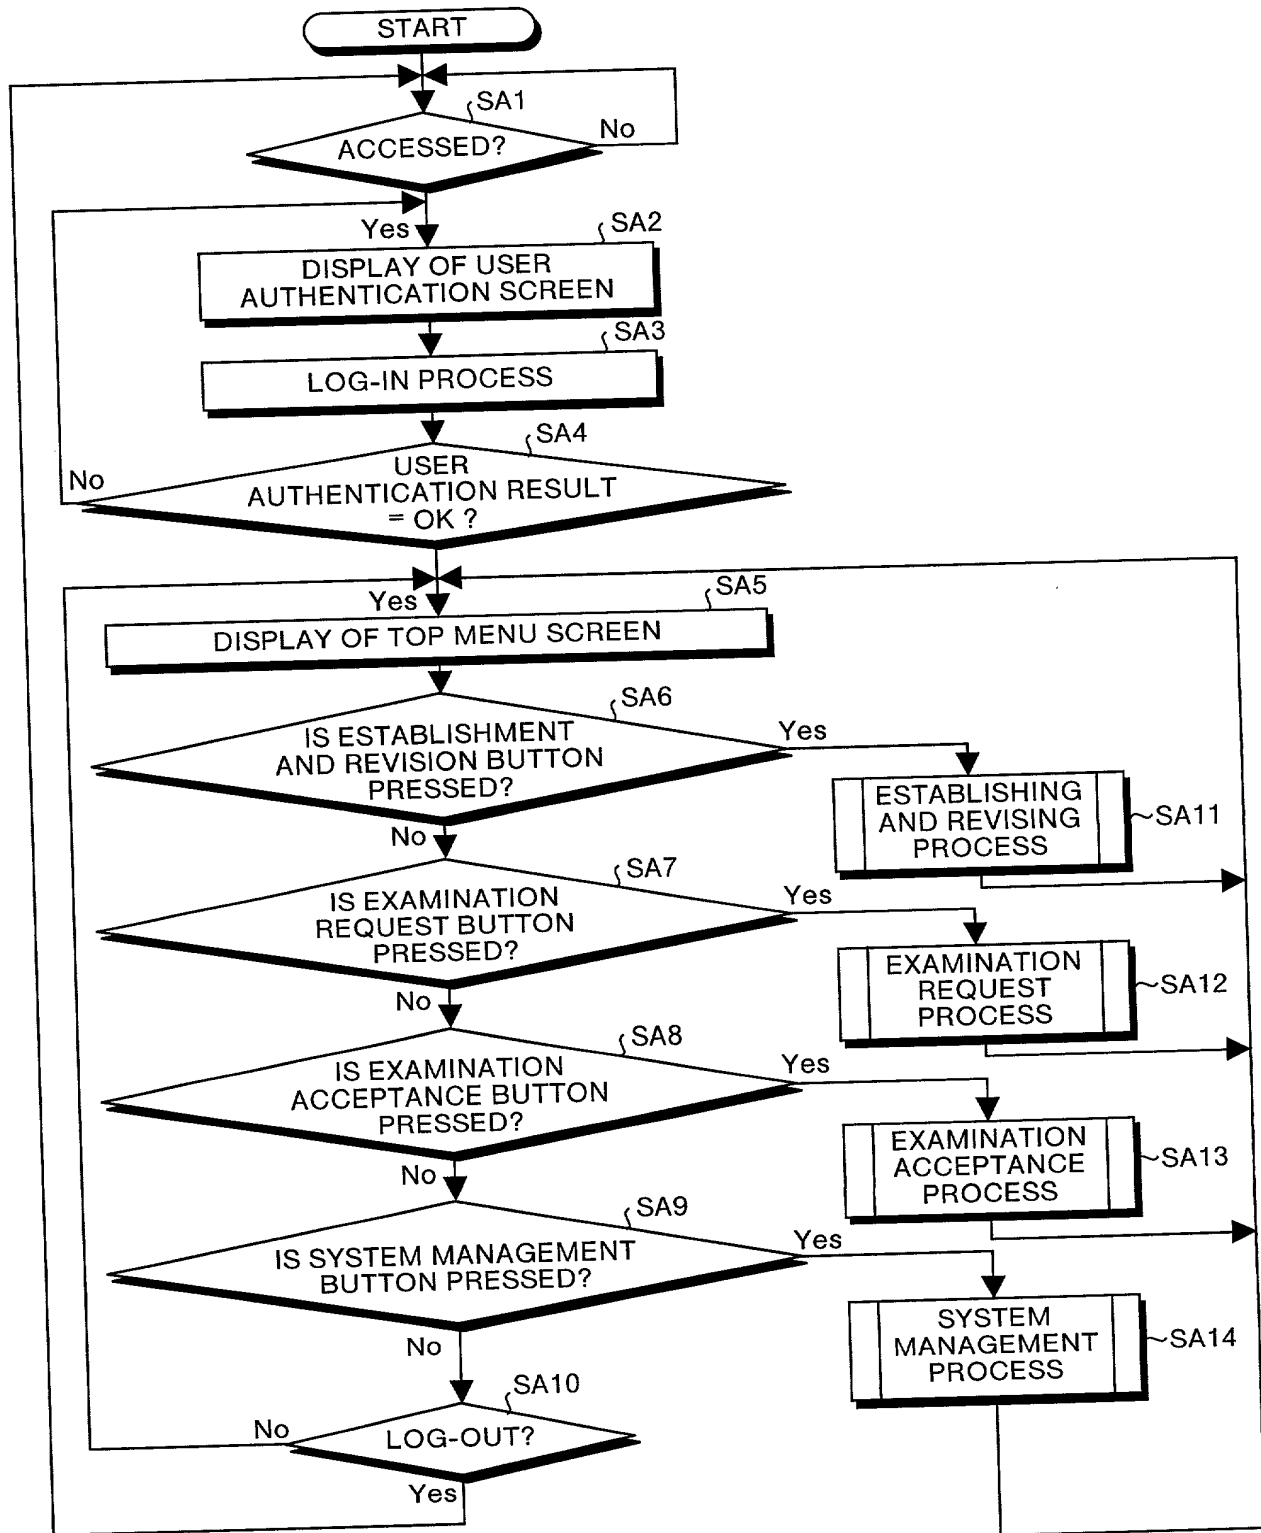 START
SA1
ACCESSED?
No
Yes
SA2
DISPLAY OF USER
AUTHENTICATION SCREEN
SA3
LOG-IN PROCESS
SA4
No
USER
AUTHENTICATION RESULT
= OK ?
Yes
SA5
DISPLAY OF TOP MENU SCREEN
SA6
IS ESTABLISHMENT
AND REVISION BUTTON
PRESSED?
Yes
ESTABLISHING
AND REVISING
PROCESS
SA11
No
SA7
IS EXAMINATION
REQUEST BUTTON
PRESSED?
Yes
EXAMINATION
REQUEST
PROCESS
SA12
No
SA8
IS EXAMINATION
ACCEPTANCE BUTTON
PRESSED?
Yes
EXAMINATION
ACCEPTANCE
PROCESS
SA13
No
SA9
IS SYSTEM MANAGEMENT
BUTTON PRESSED?
Yes
SYSTEM
MANAGEMENT
PROCESS
SA14
No
SA10
LOG-OUT?
No
Yes